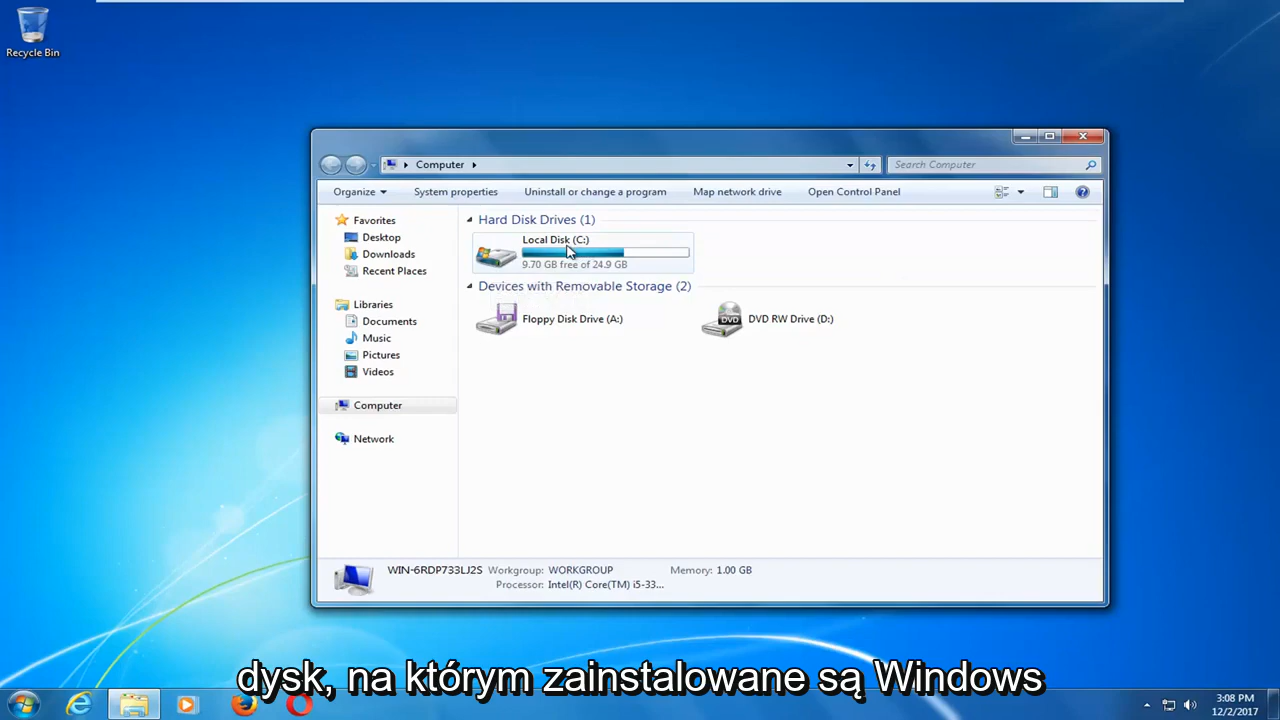 Recycle Bin
Computer
Search Computer
Organize System properties Uninstall or change a program Map network drive Open Control Panel
Favorites
Desktop
Downloads
Recent Places
Libraries
Documents
Music
Pictures
Videos
Computer
Network
Hard Disk Drives (1)
Local Disk (C:)
9.70 GB free of 24.9 GB
Devices with Removable Storage (2)
Floppy Disk Drive (A:)
DVD
DVD RW Drive (D:)
WIN-6RDP733LJ2S Workgroup: WORKGROUP Memory: 1.00 GB
Processor: Intel(R) Core(TM) i5-33...
dysk, na którym zainstalowane są Windows
3:08 PM
12/2/2017